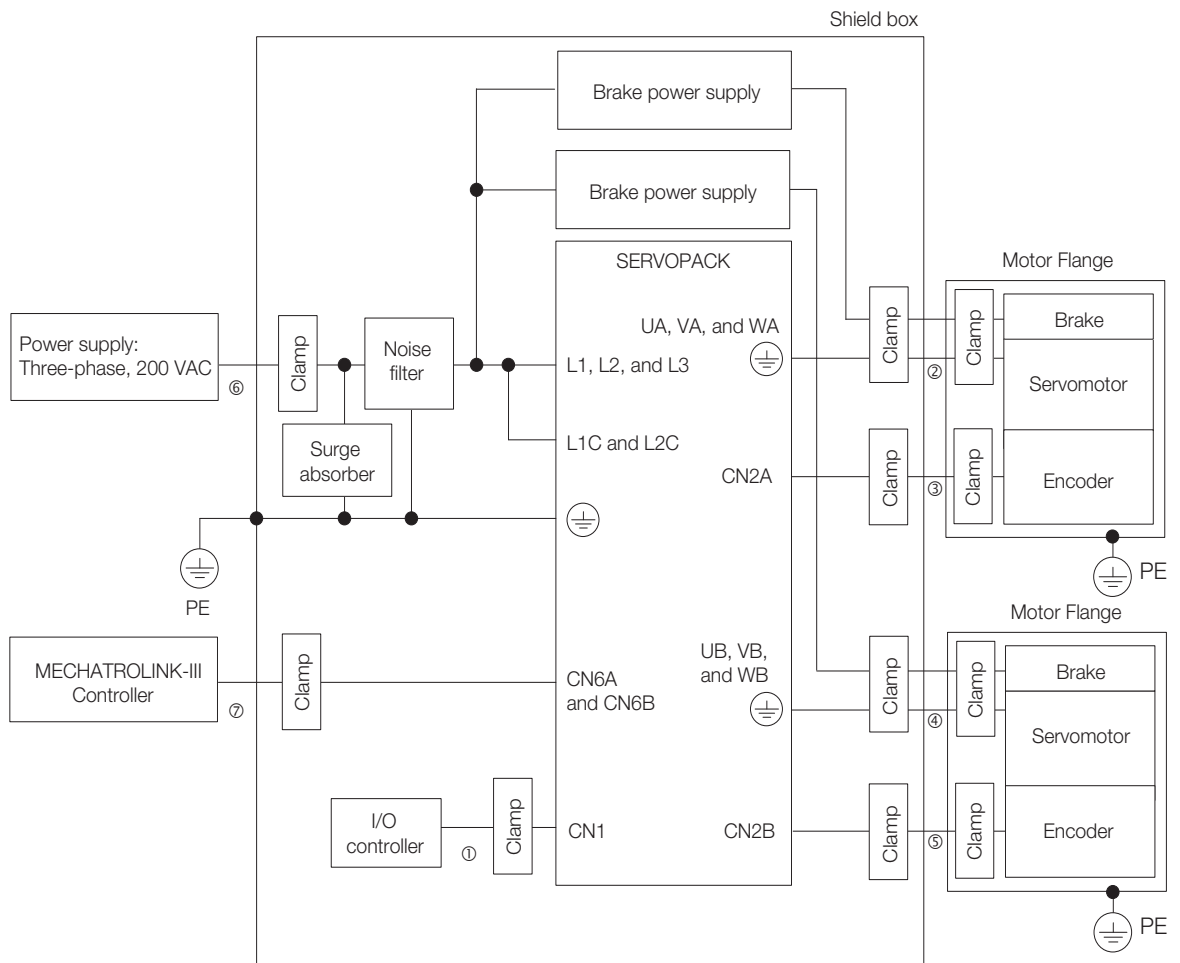 Shield box
Brake power supply
Brake power supply
SERVOPACK
Motor Flange
Power supply:
Three-phase, 200 VAC
⑥
Clamp
Noise
filter
Surge
absorber
L1, L2, and L3
L1C and L2C
UA, VA, and WA
Clamp
②
Clamp
Brake
Servomotor
CN2A
Clamp
③
Clamp
Encoder
PE
PE
Motor Flange
MECHATROLINK-III
Controller
⑦
Clamp
CN6A
and CN6B
UB, VB,
and WB
Clamp
④
Clamp
Brake
Servomotor
I/O
controller
①
Clamp
CN1
CN2B
Clamp
⑤
Clamp
Encoder
PE